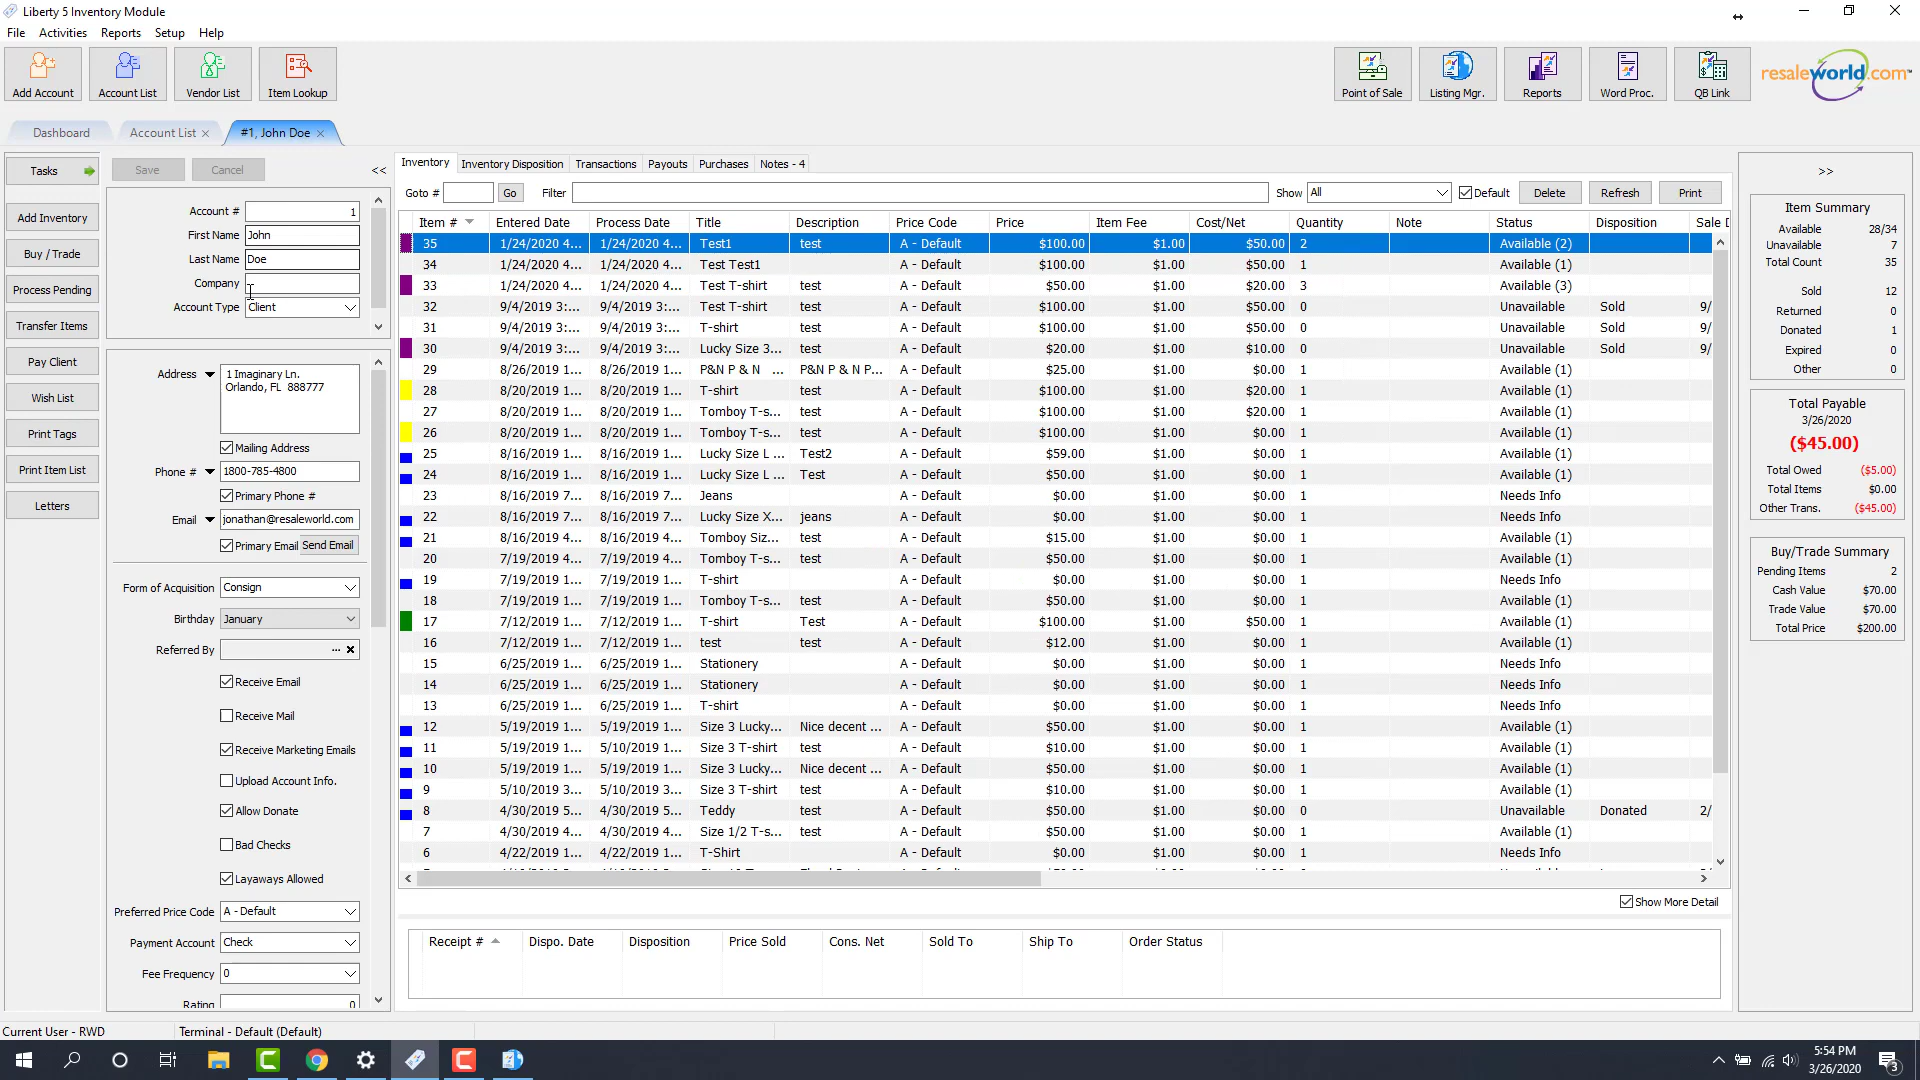 Liberty 5 Inventory Module
File Activities Reports Setup Help
Add Account Account List Vendor List Item Lookup Point of Sale Listing Mgr. Reports Word Proc. QB Link resaleworld.com™
Dashboard Account List #1, John Doe
Tasks
Add Inventory
Buy / Trade
Process Pending
Transfer Items
Pay Client
Wish List
Print Tags
Print Item List
Letters
Save Cancel <<
Account # 1
First Name John
Last Name Doe
Company
Account Type Client
Address 1 Imaginary Ln.
Orlando, FL 888777
Mailing Address
Phone # 1800-785-4800
Primary Phone #
Email jonathan@resaleworld.com
Primary Email Send Email
Form of Acquisition Consign
Birthday January
Referred By ...
Receive Email
Receive Mail
Receive Marketing Emails
Upload Account Info.
Allow Donate
Bad Checks
Layaways Allowed
Preferred Price Code A - Default
Payment Account Check
Fee Frequency 0
Rating 0
Inventory Inventory Disposition Transactions Payouts Purchases Notes - 4
Goto # Go Filter Show All Default Delete Refresh Print
Item # Entered Date Process Date Title Description Price Code Price Item Fee Cost/Net Quantity Note Status Disposition Sale D
35 1/24/2020 4... 1/24/2020 4... Test1 test A - Default $100.00 $1.00 $50.00 2 Available (2)
34 1/24/2020 4... 1/24/2020 4... Test Test1 A - Default $100.00 $1.00 $50.00 1 Available (1)
33 1/24/2020 4... 1/24/2020 4... Test T-shirt test A - Default $50.00 $1.00 $20.00 3 Available (3)
32 9/4/2019 3:... 9/4/2019 3:... Test T-shirt test A - Default $100.00 $1.00 $50.00 0 Unavailable Sold 9/
31 9/4/2019 3:... 9/4/2019 3:... T-shirt test A - Default $100.00 $1.00 $50.00 0 Unavailable Sold 9/
30 9/4/2019 3:... 9/4/2019 3:... Lucky Size 3... test A - Default $20.00 $1.00 $10.00 0 Unavailable Sold 9/
29 8/26/2019 1... 8/26/2019 1... P&N P & N ... P&N P & N P... A - Default $25.00 $1.00 $0.00 1 Available (1)
28 8/20/2019 1... 8/20/2019 1... T-shirt test A - Default $100.00 $1.00 $20.00 1 Available (1)
27 8/20/2019 1... 8/20/2019 1... Tomboy T-s... test A - Default $100.00 $1.00 $20.00 1 Available (1)
26 8/20/2019 1... 8/20/2019 1... Tomboy T-s... test A - Default $100.00 $1.00 $0.00 1 Available (1)
25 8/16/2019 1... 8/16/2019 1... Lucky Size L ... Test2 A - Default $59.00 $1.00 $0.00 1 Available (1)
24 8/16/2019 1... 8/16/2019 1... Lucky Size L ... Test A - Default $50.00 $1.00 $0.00 1 Available (1)
23 8/16/2019 7... 8/16/2019 7... Jeans A - Default $0.00 $1.00 $0.00 1 Needs Info
22 8/16/2019 7... 8/16/2019 7... Lucky Size X... jeans A - Default $0.00 $1.00 $0.00 1 Needs Info
21 8/16/2019 4... 8/16/2019 4... Tomboy Siz... test A - Default $15.00 $1.00 $0.00 1 Available (1)
20 7/19/2019 4... 7/19/2019 4... Tomboy T-s... test A - Default $50.00 $1.00 $0.00 1 Available (1)
19 7/19/2019 1... 7/19/2019 1... T-shirt A - Default $0.00 $1.00 $0.00 1 Needs Info
18 7/19/2019 1... 7/19/2019 1... Tomboy T-s... test A - Default $50.00 $1.00 $0.00 1 Available (1)
17 7/12/2019 1... 7/12/2019 1... T-shirt Test A - Default $100.00 $1.00 $50.00 1 Available (1)
16 7/12/2019 1... 7/12/2019 1... test test A - Default $12.00 $1.00 $0.00 1 Available (1)
15 6/25/2019 1... 6/25/2019 1... Stationery A - Default $0.00 $1.00 $0.00 1 Needs Info
14 6/25/2019 1... 6/25/2019 1... Stationery A - Default $0.00 $1.00 $0.00 1 Needs Info
13 6/25/2019 1... 6/25/2019 1... T-shirt A - Default $0.00 $1.00 $0.00 1 Needs Info
12 5/19/2019 1... 5/19/2019 1... Size 3 Lucky... Nice decent ... A - Default $50.00 $1.00 $0.00 1 Available (1)
11 5/19/2019 1... 5/10/2019 1... Size 3 T-shirt test A - Default $10.00 $1.00 $0.00 1 Available (1)
10 5/19/2019 1... 5/19/2019 1... Size 3 Lucky... Nice decent ... A - Default $50.00 $1.00 $0.00 1 Available (1)
9 5/10/2019 3... 5/10/2019 3... Size 3 T-shirt test A - Default $10.00 $1.00 $0.00 1 Available (1)
8 4/30/2019 5... 4/30/2019 5... Teddy test A - Default $50.00 $1.00 $0.00 0 Unavailable Donated 2/
7 4/30/2019 4... 4/30/2019 4... Size 1/2 T-s... test A - Default $50.00 $1.00 $0.00 1 Available (1)
6 4/22/2019 1... 4/22/2019 1... T-Shirt A - Default $0.00 $1.00 $0.00 1 Needs Info
Show More Detail
Receipt # Dispo. Date Disposition Price Sold Cons. Net Sold To Ship To Order Status
>>
Item Summary
Available 28/34
Unavailable 7
Total Count 35
Sold 12
Returned 0
Donated 1
Expired 0
Other 0
Total Payable
3/26/2020
($45.00)
Total Owed ($5.00)
Total Items $0.00
Other Trans. ($45.00)
Buy/Trade Summary
Pending Items 2
Cash Value $70.00
Trade Value $70.00
Total Price $200.00
Current User - RWD Terminal - Default (Default)
5:54 PM
3/26/2020
3